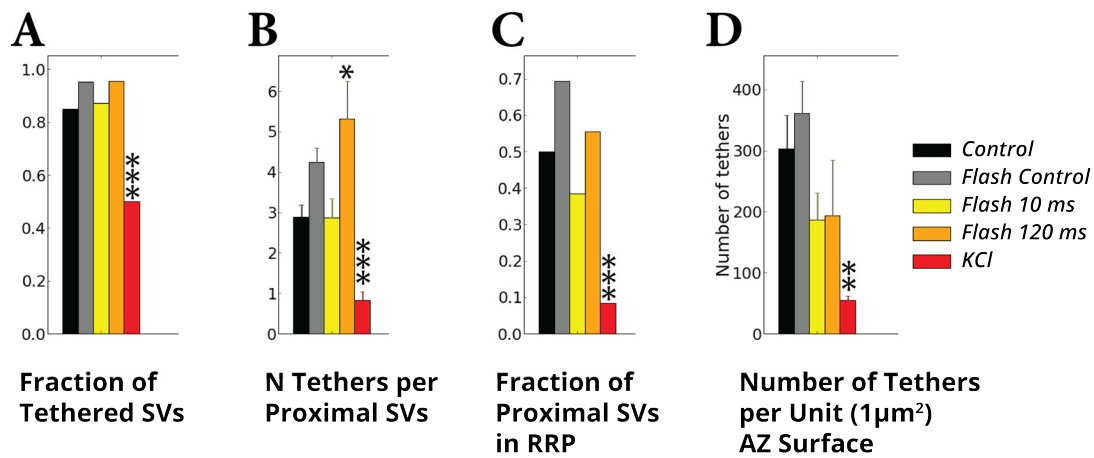 A
B
C
D
1.0
0.8
0.6
0.4
0.2
0.0
***
6
5
4
3
2
1
0
*
***
0.7
0.6
0.5
0.4
0.3
0.2
0.1
0.0
***
Number of tethers
400
300
200
100
0
**
Control
Flash Control
Flash 10 ms
Flash 120 ms
KCl
Fraction of
Tethered SVs
N Tethers per
Proximal SVs
Fraction of
Proximal SVs
in RRP
Number of Tethers
per Unit (1µm²)
AZ Surface